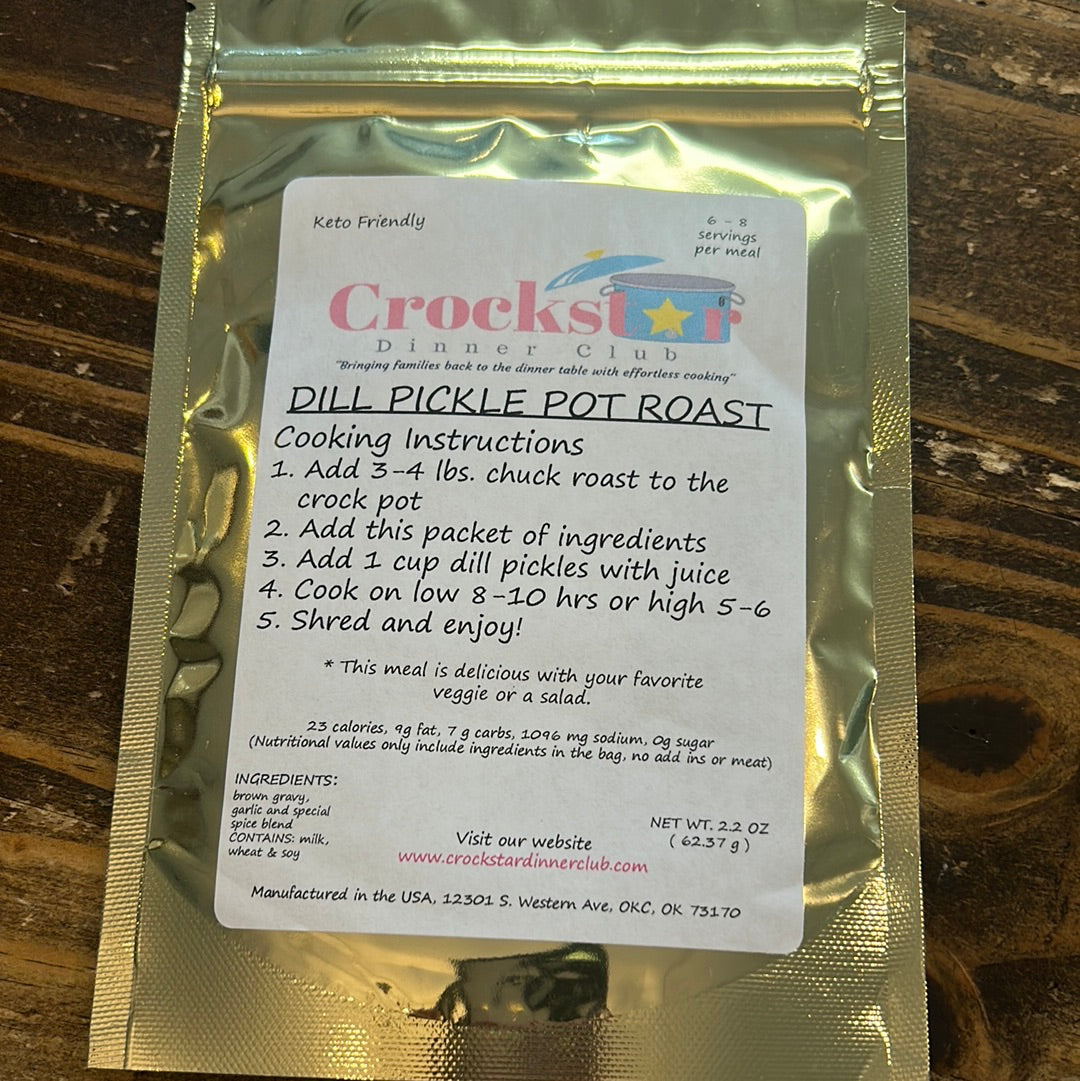 Keto Friendly
6 - 8
servings
per meal
Crockstar
Dinner Club
"Bringing families back to the dinner table with effortless cooking"
DILL PICKLE POT ROAST
Cooking Instructions
1. Add 3-4 lbs. chuck roast to the
crock pot
2. Add this packet of ingredients
3. Add 1 cup dill pickles with juice
4. Cook on low 8-10 hrs or high 5-6
5. Shred and enjoy!
* This meal is delicious with your favorite
veggie or a salad.
23 calories, 9g fat, 7 g carbs, 1096 mg sodium, 0g sugar
(Nutritional values only include ingredients in the bag, no add ins or meat)
INGREDIENTS:
brown gravy,
garlic and special
spice blend
CONTAINS: milk,
wheat & soy
Visit our website
www.crockstardinnerclub.com
NET WT. 2.2 OZ
( 62.37 g )
Manufactured in the USA, 12301 S. Western Ave, OKC, OK 73170